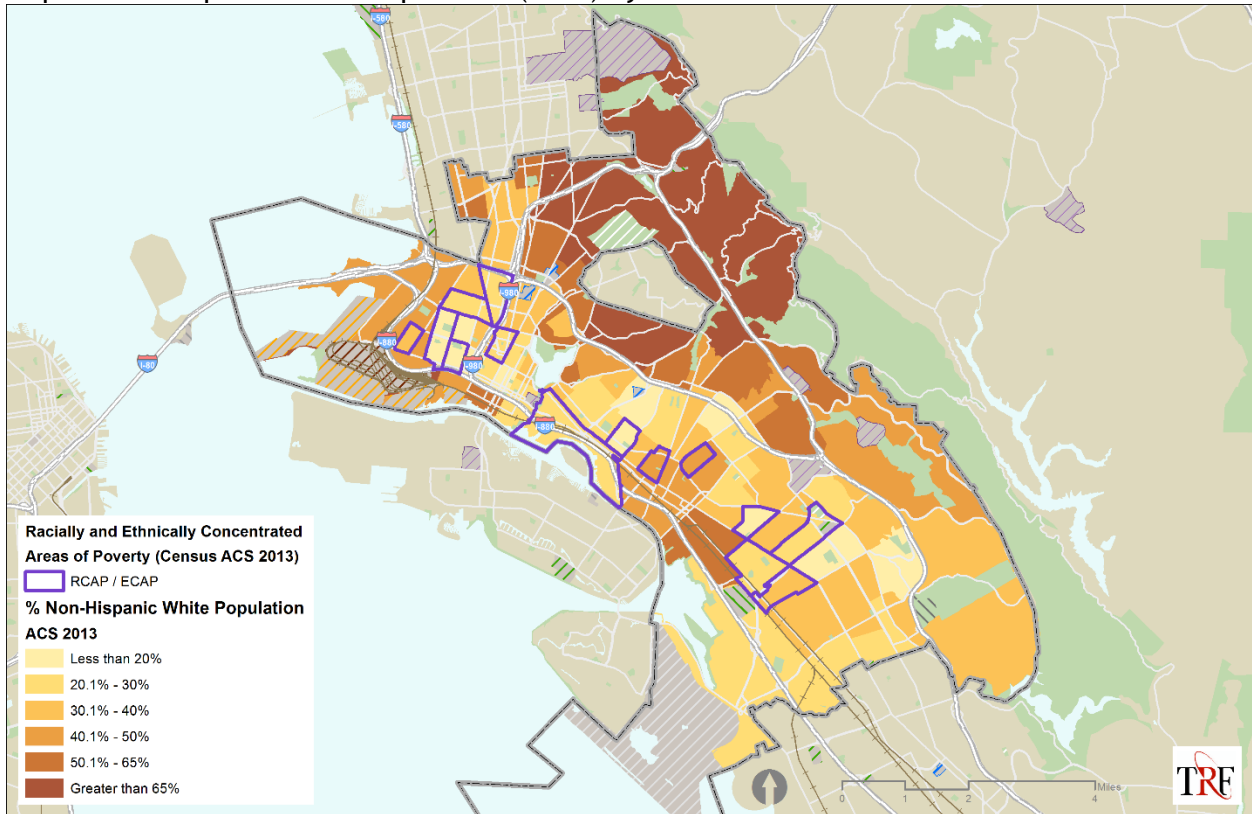 I-580
I-580
I-980
I-880
I-980
I-80
I-880
Racially and Ethnically Concentrated
Areas of Poverty (Census ACS 2013)
RCAP / ECAP
% Non-Hispanic White Population
ACS 2013
Less than 20%
20.1% - 30%
30.1% - 40%
40.1% - 50%
50.1% - 65%
Greater than 65%
Miles
0 1 2 4
TRF